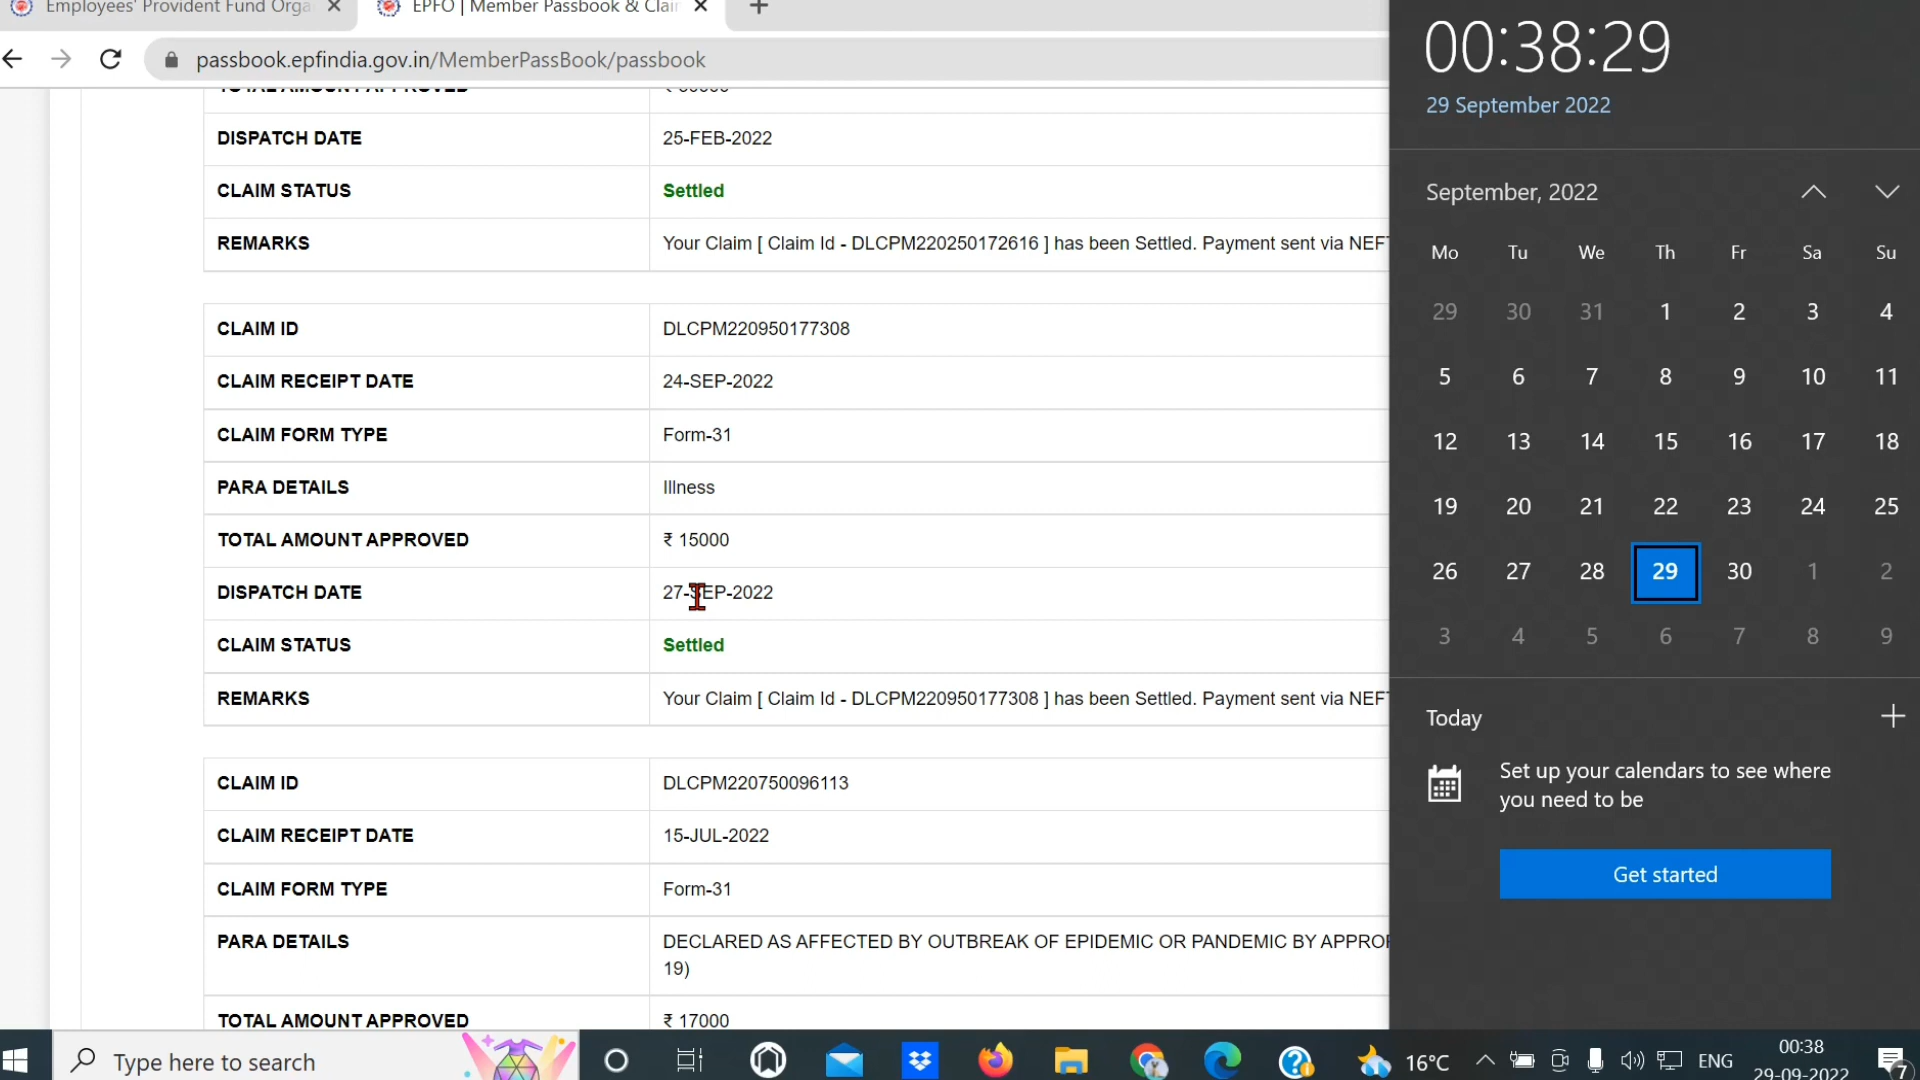 Employees' Provident Fund Orga
EPFO | Member Passbook & Clai
passbook.epfindia.gov.in/MemberPassBook/passbook
TOTAL AMOUNT APPROVED
DISPATCH DATE 25-FEB-2022
CLAIM STATUS Settled
REMARKS Your Claim [ Claim Id - DLCPM220250172616 ] has been Settled. Payment sent via NEFT
CLAIM ID DLCPM220950177308
CLAIM RECEIPT DATE 24-SEP-2022
CLAIM FORM TYPE Form-31
PARA DETAILS Illness
TOTAL AMOUNT APPROVED ₹ 15000
DISPATCH DATE 27-SEP-2022
CLAIM STATUS Settled
REMARKS Your Claim [ Claim Id - DLCPM220950177308 ] has been Settled. Payment sent via NEF
CLAIM ID DLCPM220750096113
CLAIM RECEIPT DATE 15-JUL-2022
CLAIM FORM TYPE Form-31
PARA DETAILS DECLARED AS AFFECTED BY OUTBREAK OF EPIDEMIC OR PANDEMIC BY APPROF
19)
TOTAL AMOUNT APPROVED ₹ 17000
00:38:29
29 September 2022
September, 2022
Mo Tu We Th Fr Sa Su
29 30 31 1 2 3 4
5 6 7 8 9 10 11
12 13 14 15 16 17 18
19 20 21 22 23 24 25
26 27 28 29 30 1 2
3 4 5 6 7 8 9
Today
Set up your calendars to see where
you need to be
Get started
Type here to search
16°C ENG 00:38
29-09-2022
7